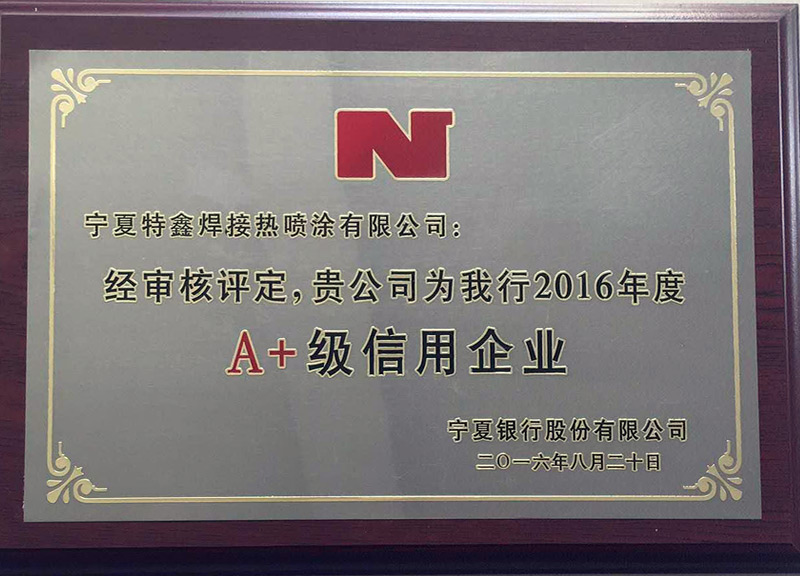 N
宁夏特鑫焊接热喷涂有限公司：
经审核评定，贵公司为我行2016年度
A+级信用企业
宁夏银行股份有限公司
二〇一六年八月二十日